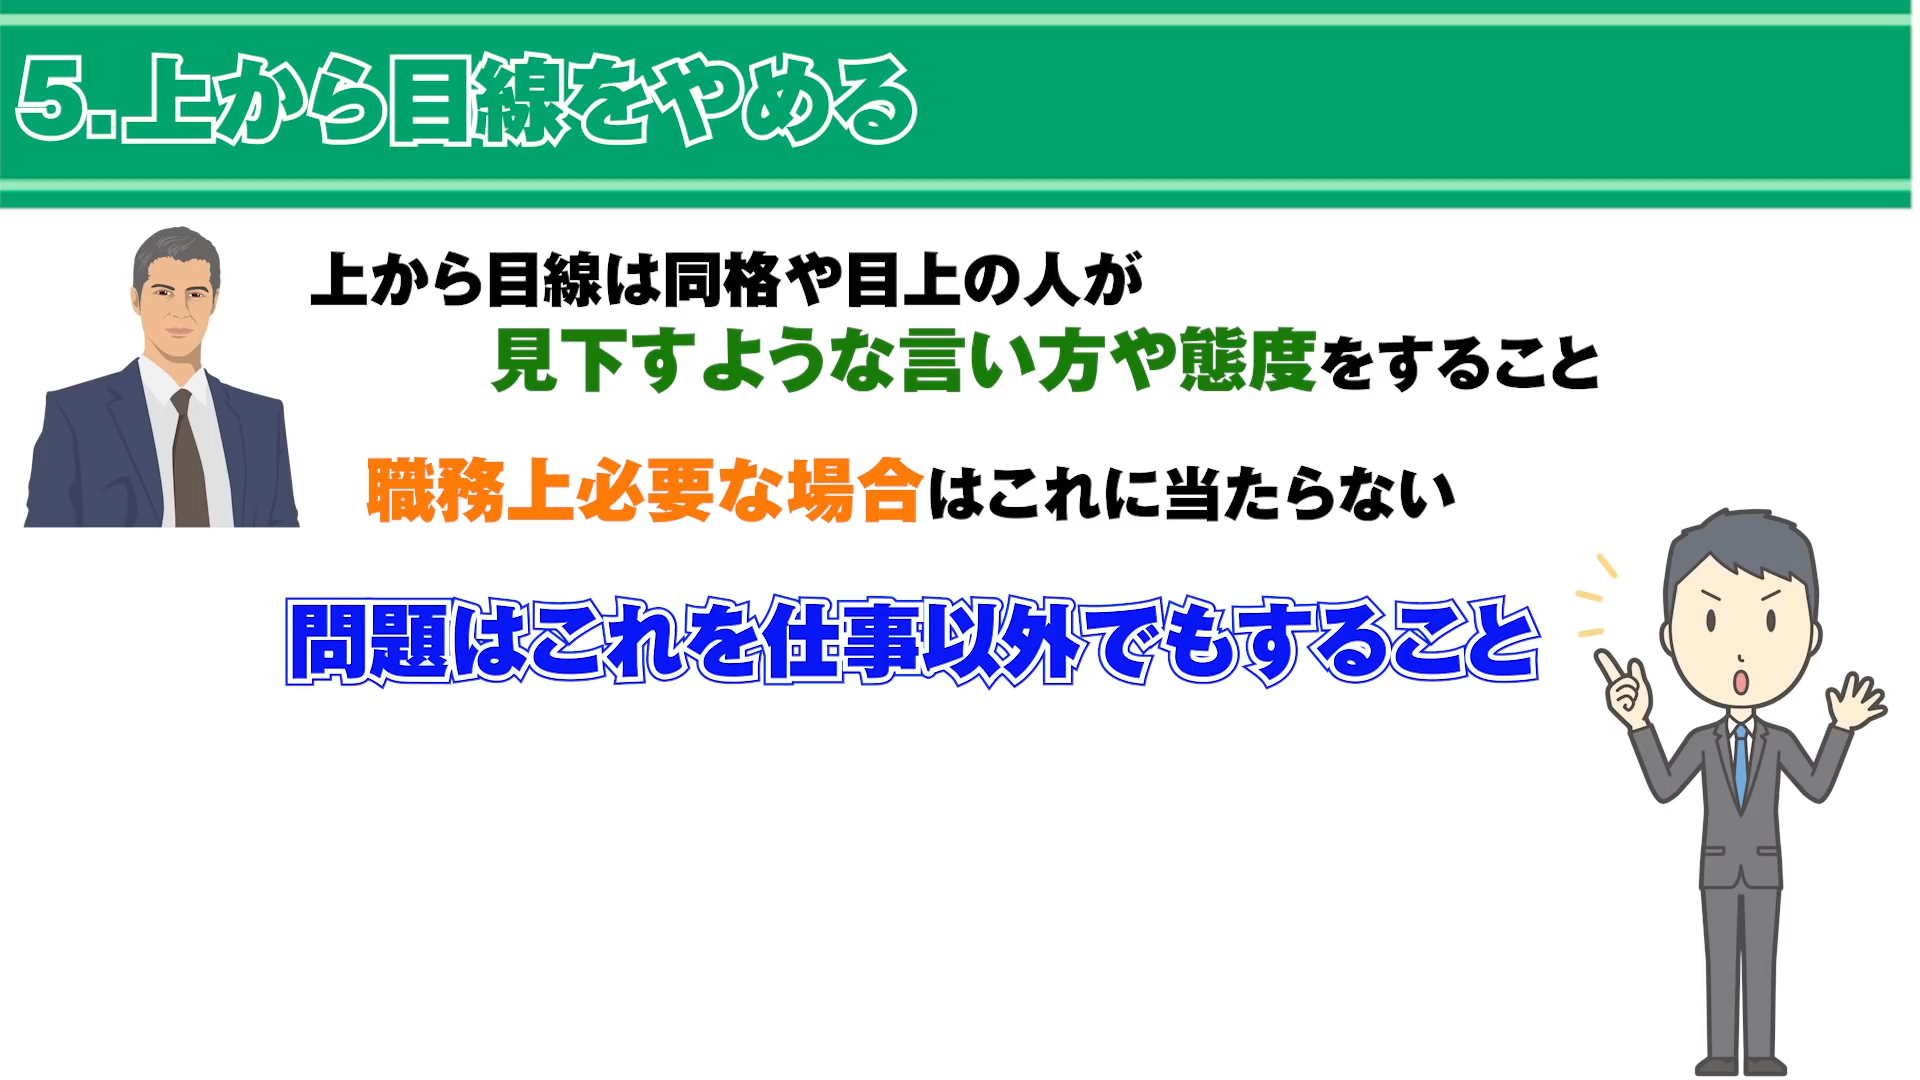 5.上から目線をやめる
上から目線は同格や目上の人が
見下すような言い方や態度をすること
職務上必要な場合はこれに当たらない
問題はこれを仕事以外でもすること